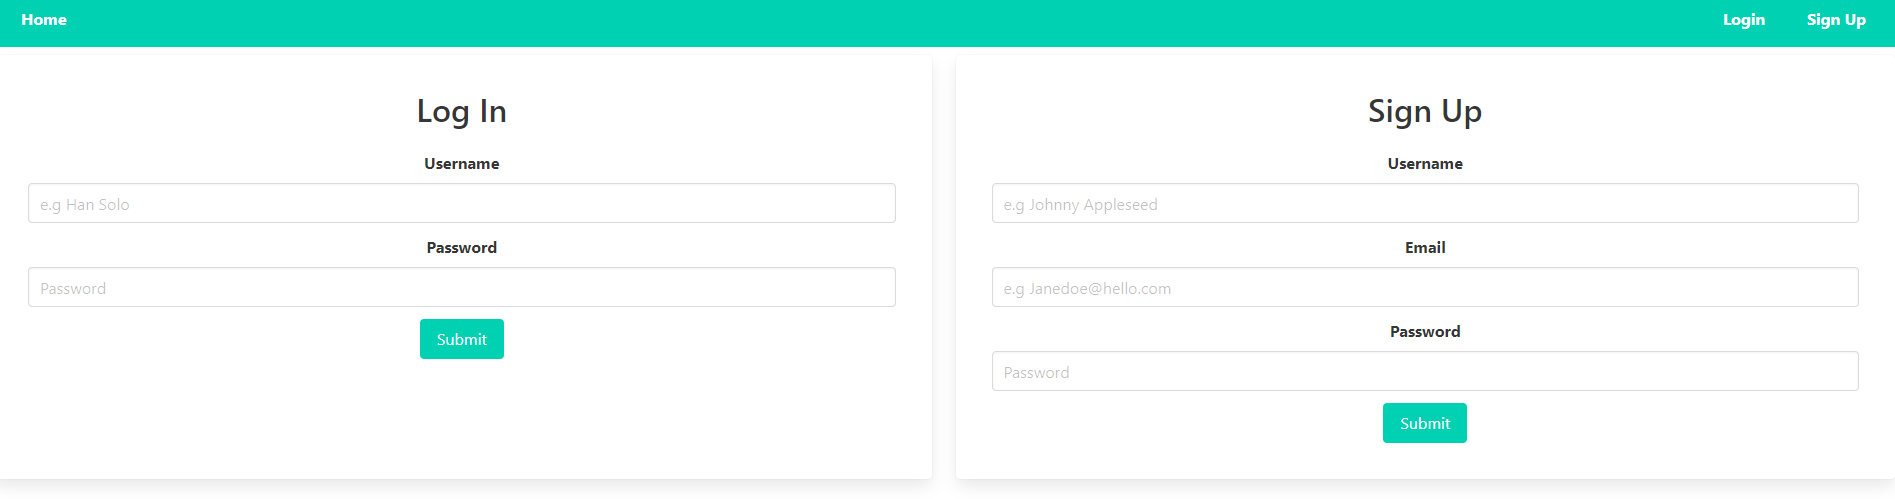 Home
Login
Sign Up
Log In
Username
e.g Han Solo
Password
Password
Submit
Sign Up
Username
e.g Johnny Appleseed
Email
e.g Janedoe@hello.com
Password
Password
Submit